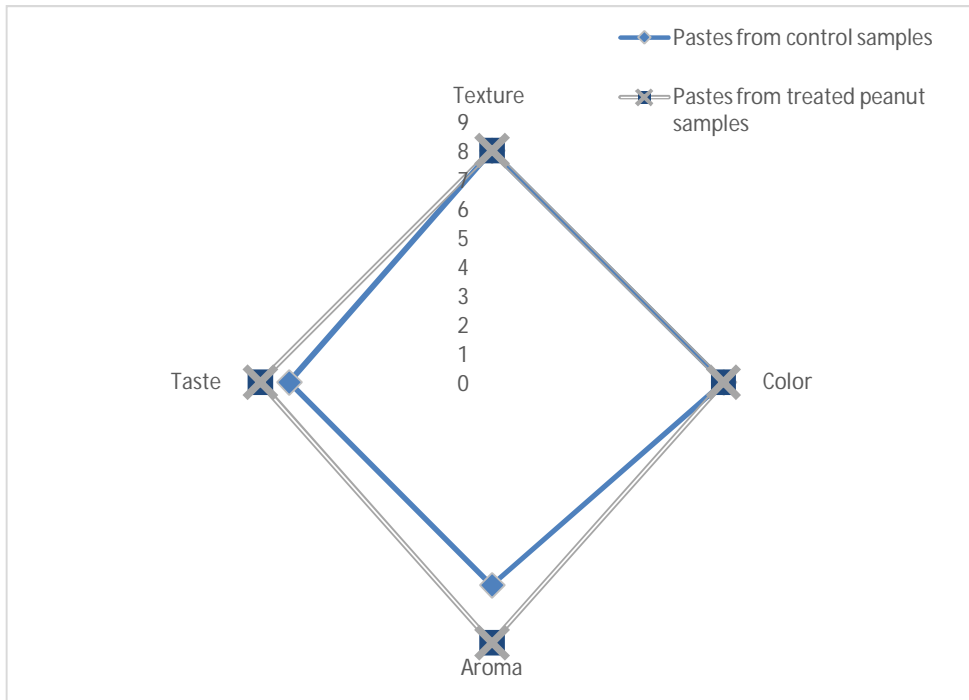 Pastes from control samples
Pastes from treated peanut
samples
Texture
9
8
7
6
5
4
3
2
1
0
Taste
Color
Aroma